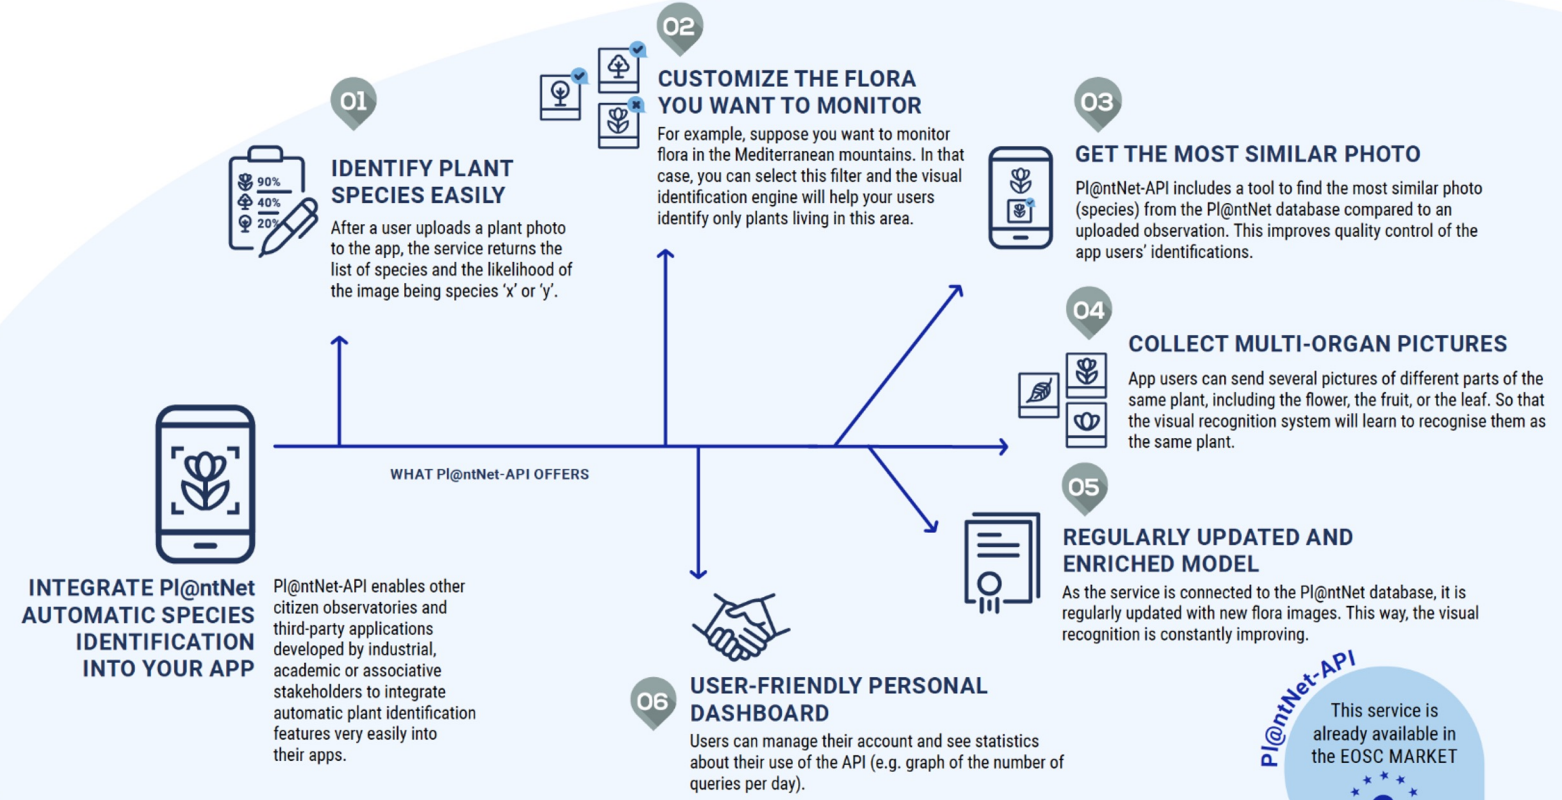 01
IDENTIFY PLANT
SPECIES EASILY
After a user uploads a plant photo
to the app, the service returns the
list of species and the likelihood of
the image being species ‘x’ or ‘y’.
90%
40%
20%
02
CUSTOMIZE THE FLORA
YOU WANT TO MONITOR
For example, suppose you want to monitor
flora in the Mediterranean mountains. In that
case, you can select this filter and the visual
identification engine will help your users
identify only plants living in this area.
03
GET THE MOST SIMILAR PHOTO
Pl@ntNet-API includes a tool to find the most similar photo
(species) from the Pl@ntNet database compared to an
uploaded observation. This improves quality control of the
app users’ identifications.
04
COLLECT MULTI-ORGAN PICTURES
App users can send several pictures of different parts of the
same plant, including the flower, the fruit, or the leaf. So that
the visual recognition system will learn to recognise them as
the same plant.
WHAT Pl@ntNet-API OFFERS
05
REGULARLY UPDATED AND
ENRICHED MODEL
As the service is connected to the Pl@ntNet database, it is
regularly updated with new flora images. This way, the visual
recognition is constantly improving.
INTEGRATE Pl@ntNet
AUTOMATIC SPECIES
IDENTIFICATION
INTO YOUR APP
Pl@ntNet-API enables other
citizen observatories and
third-party applications
developed by industrial,
academic or associative
stakeholders to integrate
automatic plant identification
features very easily into
their apps.
06
USER-FRIENDLY PERSONAL
DASHBOARD
Users can manage their account and see statistics
about their use of the API (e.g. graph of the number of
queries per day).
Pl@ntNet-API
This service is
already available in
the EOSC MARKET